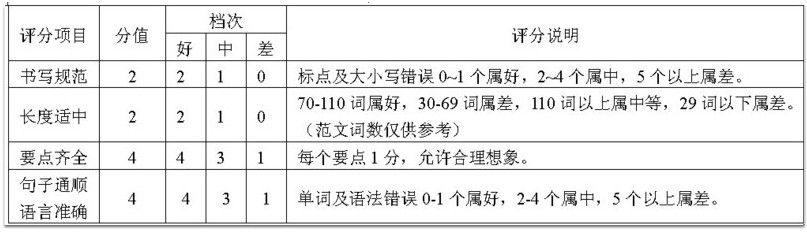 评分项目 分值 档次 评分说明
好 中 差
书写规范 2 2 1 0 标点及大小写错误 0~1 个属好，2~4 个属中，5 个以上属差。
长度适中 2 2 1 0 70-110 词属好，30-69 词属差，110 词以上属中等，29 词以下属差。
（范文词数仅供参考）
要点齐全 4 4 3 1 每个要点 1 分，允许合理想象。
句子通顺
语言准确 4 4 3 1 单词及语法错误 0-1 个属好，2-4 个属中，5 个以上属差。